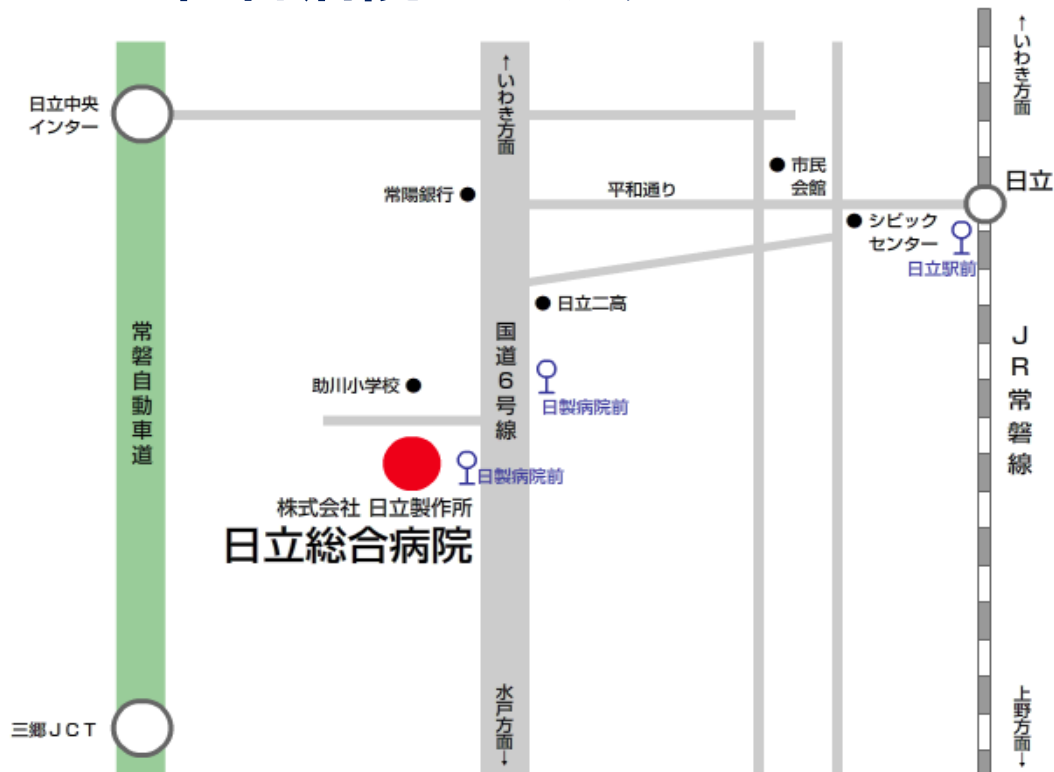 ↑いわき方面
↑いわき方面
日立中央
インター
市民
会館
常陽銀行
平和通り
日立
シビック
センター
日立駅前
日立二高
常磐自動車道
国道6号線
JR常磐線
助川小学校
日製病院前
日製病院前
株式会社 日立製作所
日立総合病院
水戸方面↓
上野方面↓
三郷JCT